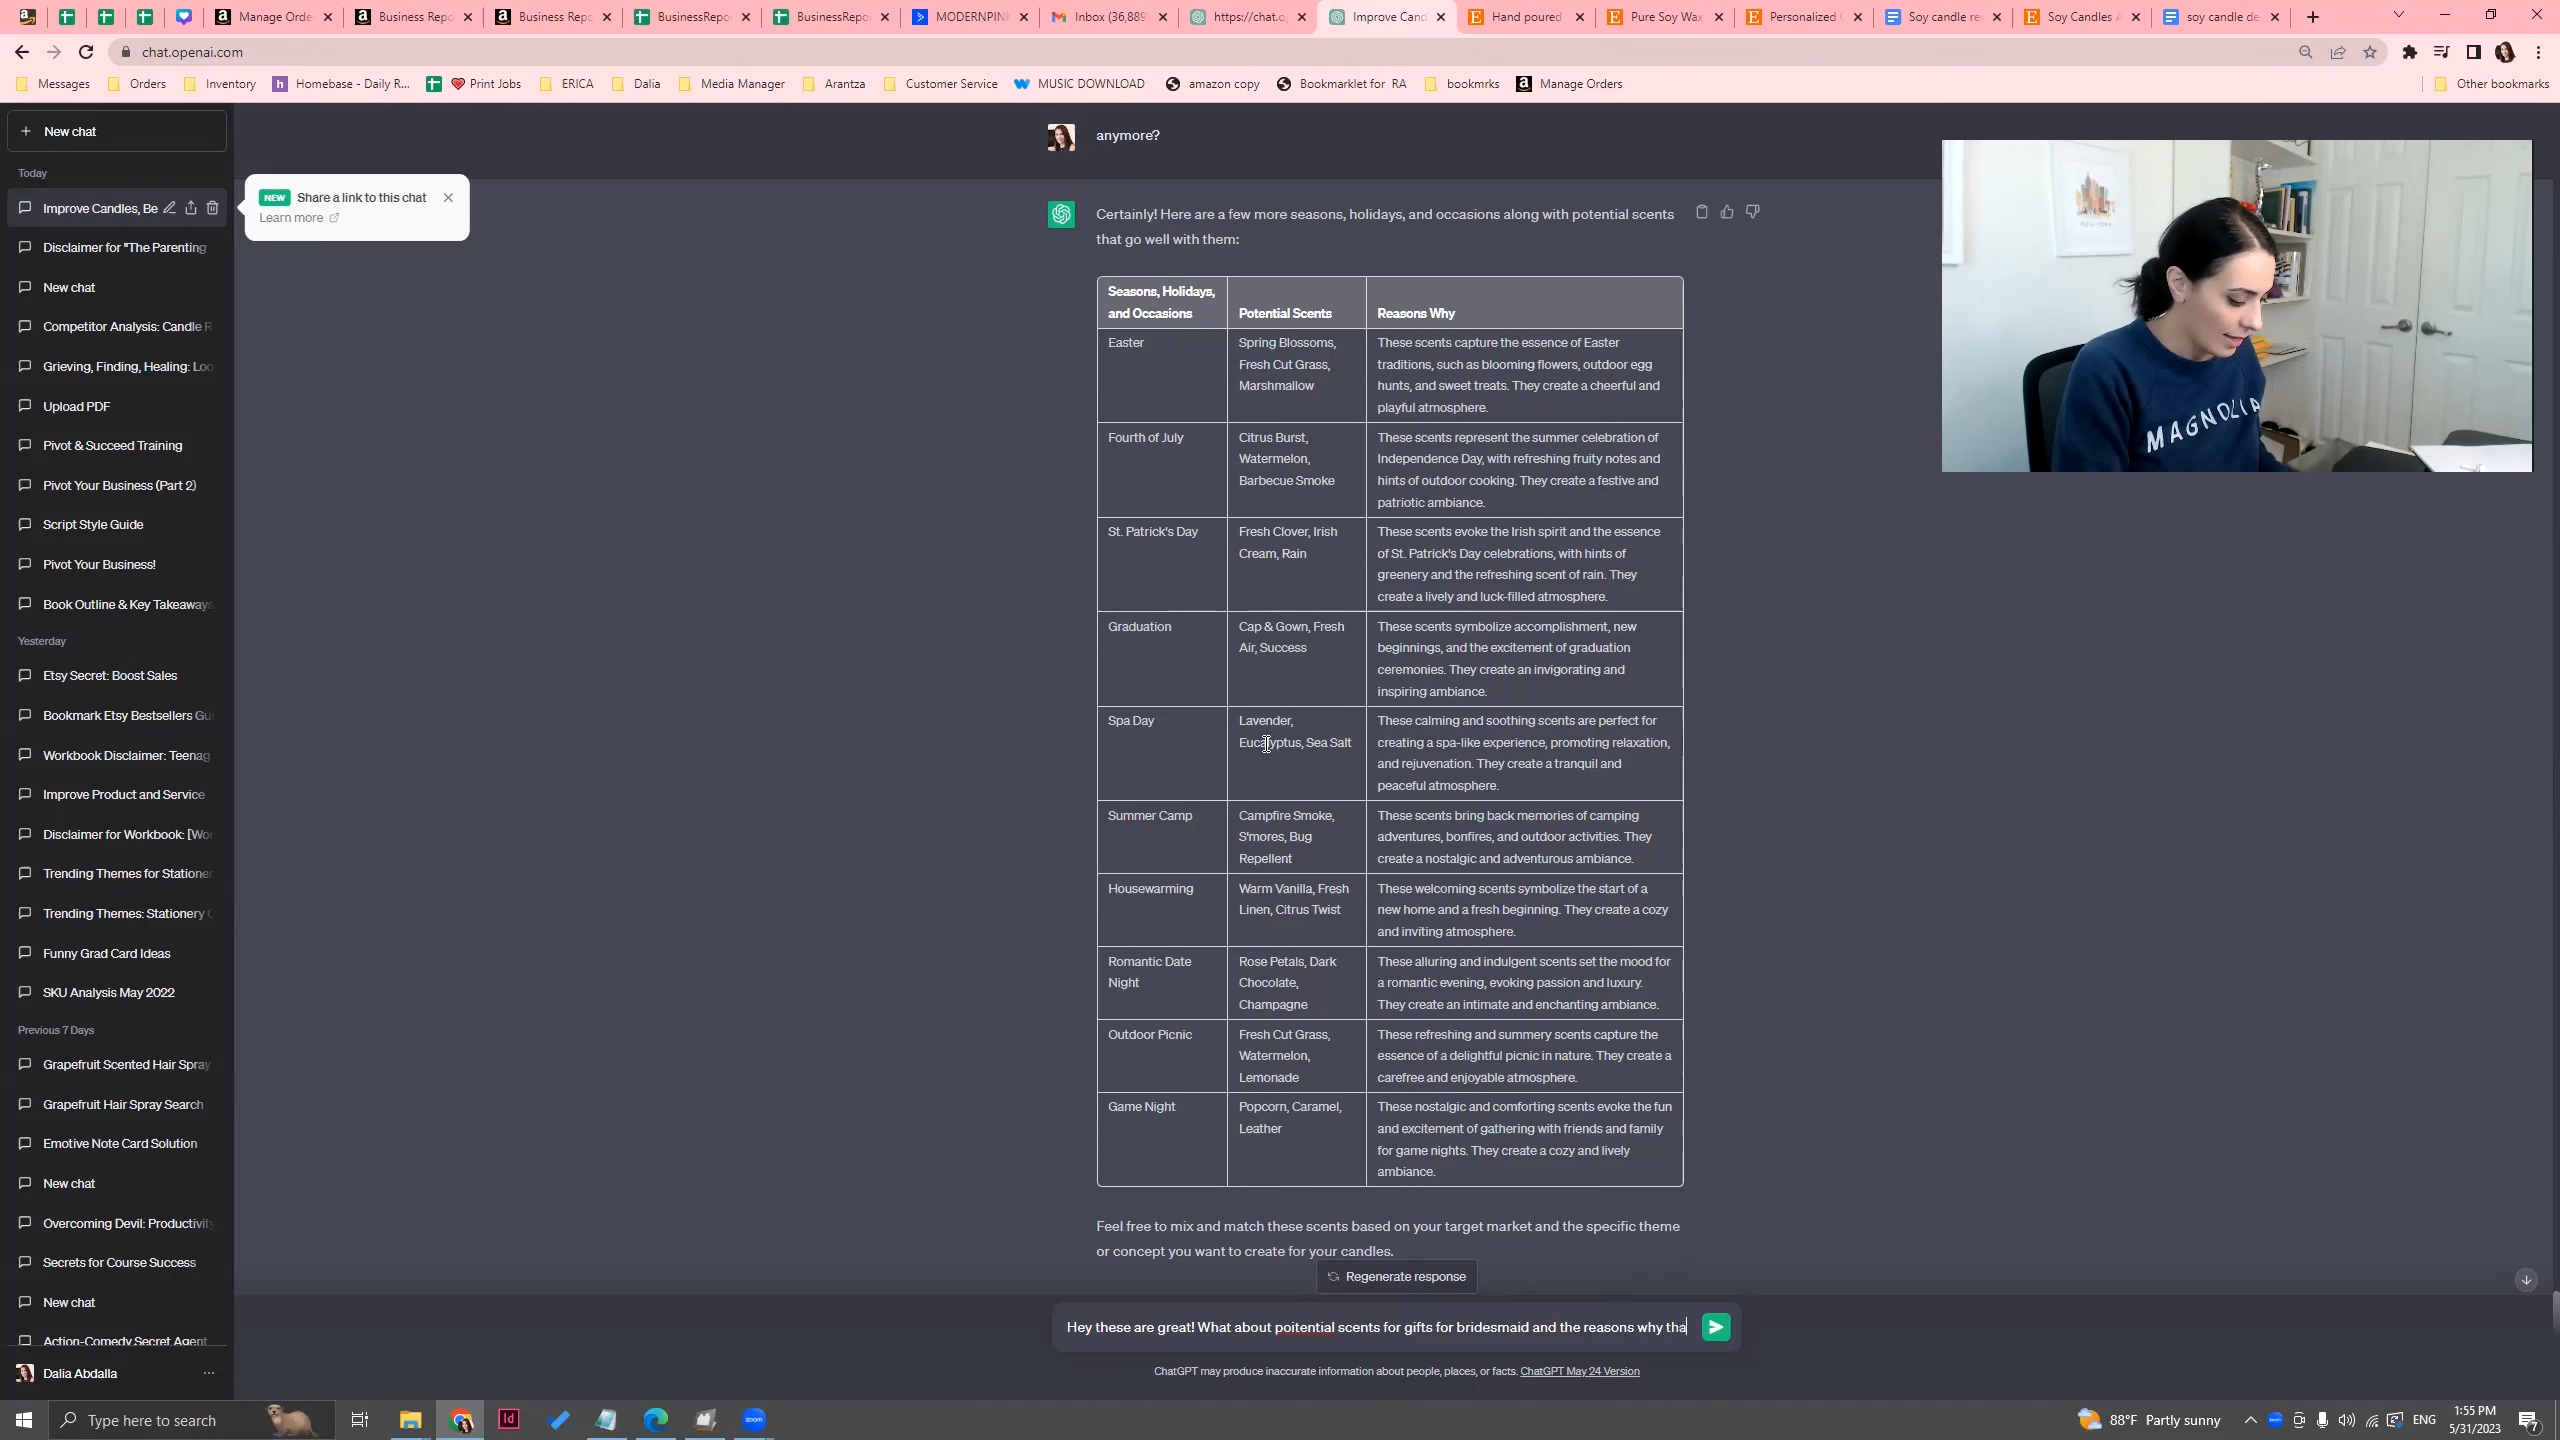 Manage Orde
Business Repo
Business Repo
BusinessRepo
BusinessRepo
MODERNPINK
Inbox (36,889)
https://chat.o
Improve Cand
Hand poured
Pure Soy Wax
Personalized C
Soy candle re
Soy Candles A
soy candle de
chat.openai.com
Messages
Orders
Inventory
Homebase - Daily R...
Print Jobs
ERICA
Dalia
Media Manager
Arantza
Customer Service
MUSIC DOWNLOAD
amazon copy
Bookmarklet for RA
bookmrks
Manage Orders
Other bookmarks
+ New chat
Today
Improve Candles, Be
Disclaimer for "The Parenting
New chat
Competitor Analysis: Candle R
Grieving, Finding, Healing: Loo
Upload PDF
Pivot & Succeed Training
Pivot Your Business (Part 2)
Script Style Guide
Pivot Your Business!
Book Outline & Key Takeaways
Yesterday
Etsy Secret: Boost Sales
Bookmark Etsy Bestsellers Gui
Workbook Disclaimer: Teenag
Improve Product and Service
Disclaimer for Workbook: [Wor
Trending Themes for Stationer
Trending Themes: Stationery C
Funny Grad Card Ideas
SKU Analysis May 2022
Previous 7 Days
Grapefruit Scented Hair Spray
Grapefruit Hair Spray Search
Emotive Note Card Solution
New chat
Overcoming Devil: Productivity
Secrets for Course Success
New chat
Action-Comedy Secret Agent
Dalia Abdalla
NEW Share a link to this chat
Learn more
anymore?
Certainly! Here are a few more seasons, holidays, and occasions along with potential scents
that go well with them:
Seasons, Holidays,
and Occasions
Potential Scents
Reasons Why
Easter
Spring Blossoms,
Fresh Cut Grass,
Marshmallow
These scents capture the essence of Easter
traditions, such as blooming flowers, outdoor egg
hunts, and sweet treats. They create a cheerful and
playful atmosphere.
Fourth of July
Citrus Burst,
Watermelon,
Barbecue Smoke
These scents represent the summer celebration of
Independence Day, with refreshing fruity notes and
hints of outdoor cooking. They create a festive and
patriotic ambiance.
St. Patrick's Day
Fresh Clover, Irish
Cream, Rain
These scents evoke the Irish spirit and the essence
of St. Patrick's Day celebrations, with hints of
greenery and the refreshing scent of rain. They
create a lively and luck-filled atmosphere.
Graduation
Cap & Gown, Fresh
Air, Success
These scents symbolize accomplishment, new
beginnings, and the excitement of graduation
ceremonies. They create an invigorating and
inspiring ambiance.
Spa Day
Lavender,
Eucalyptus, Sea Salt
These calming and soothing scents are perfect for
creating a spa-like experience, promoting relaxation,
and rejuvenation. They create a tranquil and
peaceful atmosphere.
Summer Camp
Campfire Smoke,
S'mores, Bug
Repellent
These scents bring back memories of camping
adventures, bonfires, and outdoor activities. They
create a nostalgic and adventurous ambiance.
Housewarming
Warm Vanilla, Fresh
Linen, Citrus Twist
These welcoming scents symbolize the start of a
new home and a fresh beginning. They create a cozy
and inviting atmosphere.
Romantic Date
Night
Rose Petals, Dark
Chocolate,
Champagne
These alluring and indulgent scents set the mood for
a romantic evening, evoking passion and luxury.
They create an intimate and enchanting ambiance.
Outdoor Picnic
Fresh Cut Grass,
Watermelon,
Lemonade
These refreshing and summery scents capture the
essence of a delightful picnic in nature. They create a
carefree and enjoyable atmosphere.
Game Night
Popcorn, Caramel,
Leather
These nostalgic and comforting scents evoke the fun
and excitement of gathering with friends and family
for game nights. They create a cozy and lively
ambiance.
Feel free to mix and match these scents based on your target market and the specific theme
or concept you want to create for your candles.
Regenerate response
Hey these are great! What about poitential scents for gifts for bridesmaid and the reasons why tha
ChatGPT may produce inaccurate information about people, places, or facts. ChatGPT May 24 Version
NEW YORK
MAGNOLIA
Type here to search
Id
zoom
88°F Partly sunny
ENG
1:55 PM
5/31/2023
7